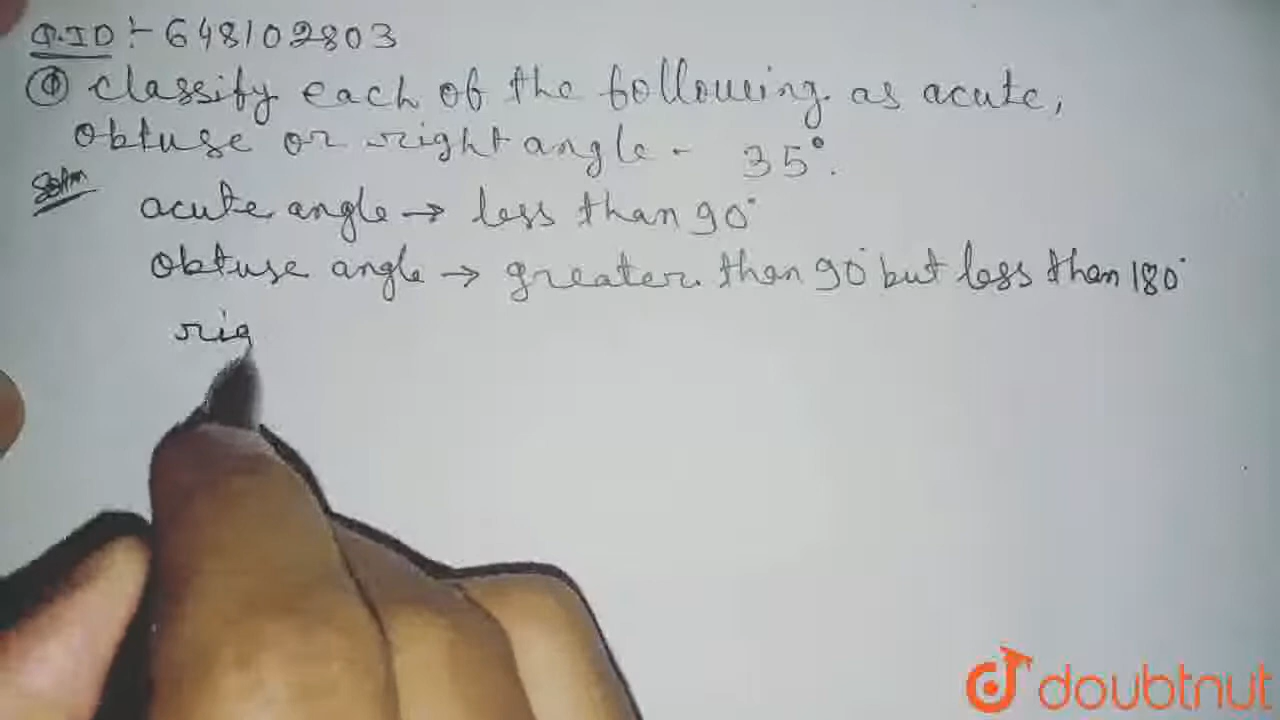 Q.ID :- 648102803
Q classify each of the following as acute,
obtuse or right angle - 35°.
Soln
acute angle → less than 90°
obtuse angle → greater than 90° but less than 180°
rig
doubtnut